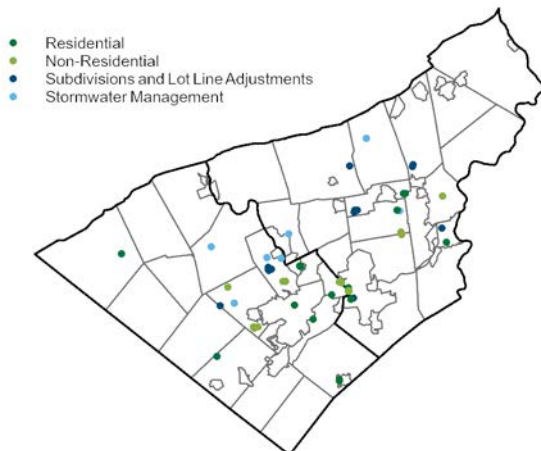 Residential
Non-Residential
Subdivisions and Lot Line Adjustments
Stormwater Management